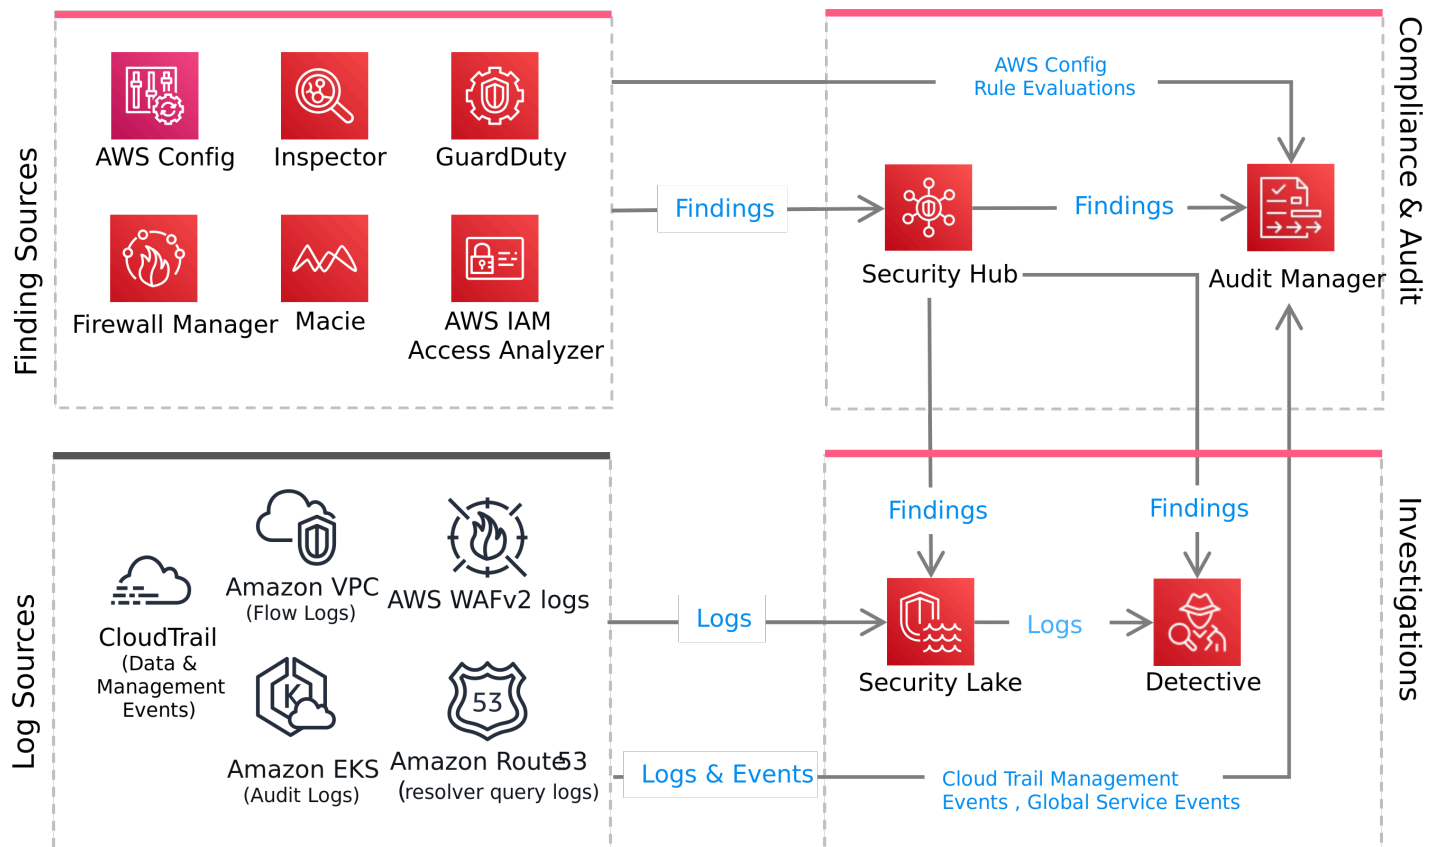 Finding Sources
AWS Config
Inspector
GuardDuty
Firewall Manager
Macie
AWS IAM
Access Analyzer
AWS Config
Rule Evaluations
Findings
Security Hub
Findings
Audit Manager
Compliance & Audit
Log Sources
CloudTrail
(Data &
Management
Events)
Amazon VPC
(Flow Logs)
AWS WAFv2 logs
K
Amazon EKS
(Audit Logs)
53
Amazon Route53
(resolver query logs)
Logs
Logs & Events
Findings
Findings
Security Lake
Logs
Detective
Cloud Trail Management
Events , Global Service Events
Investigations